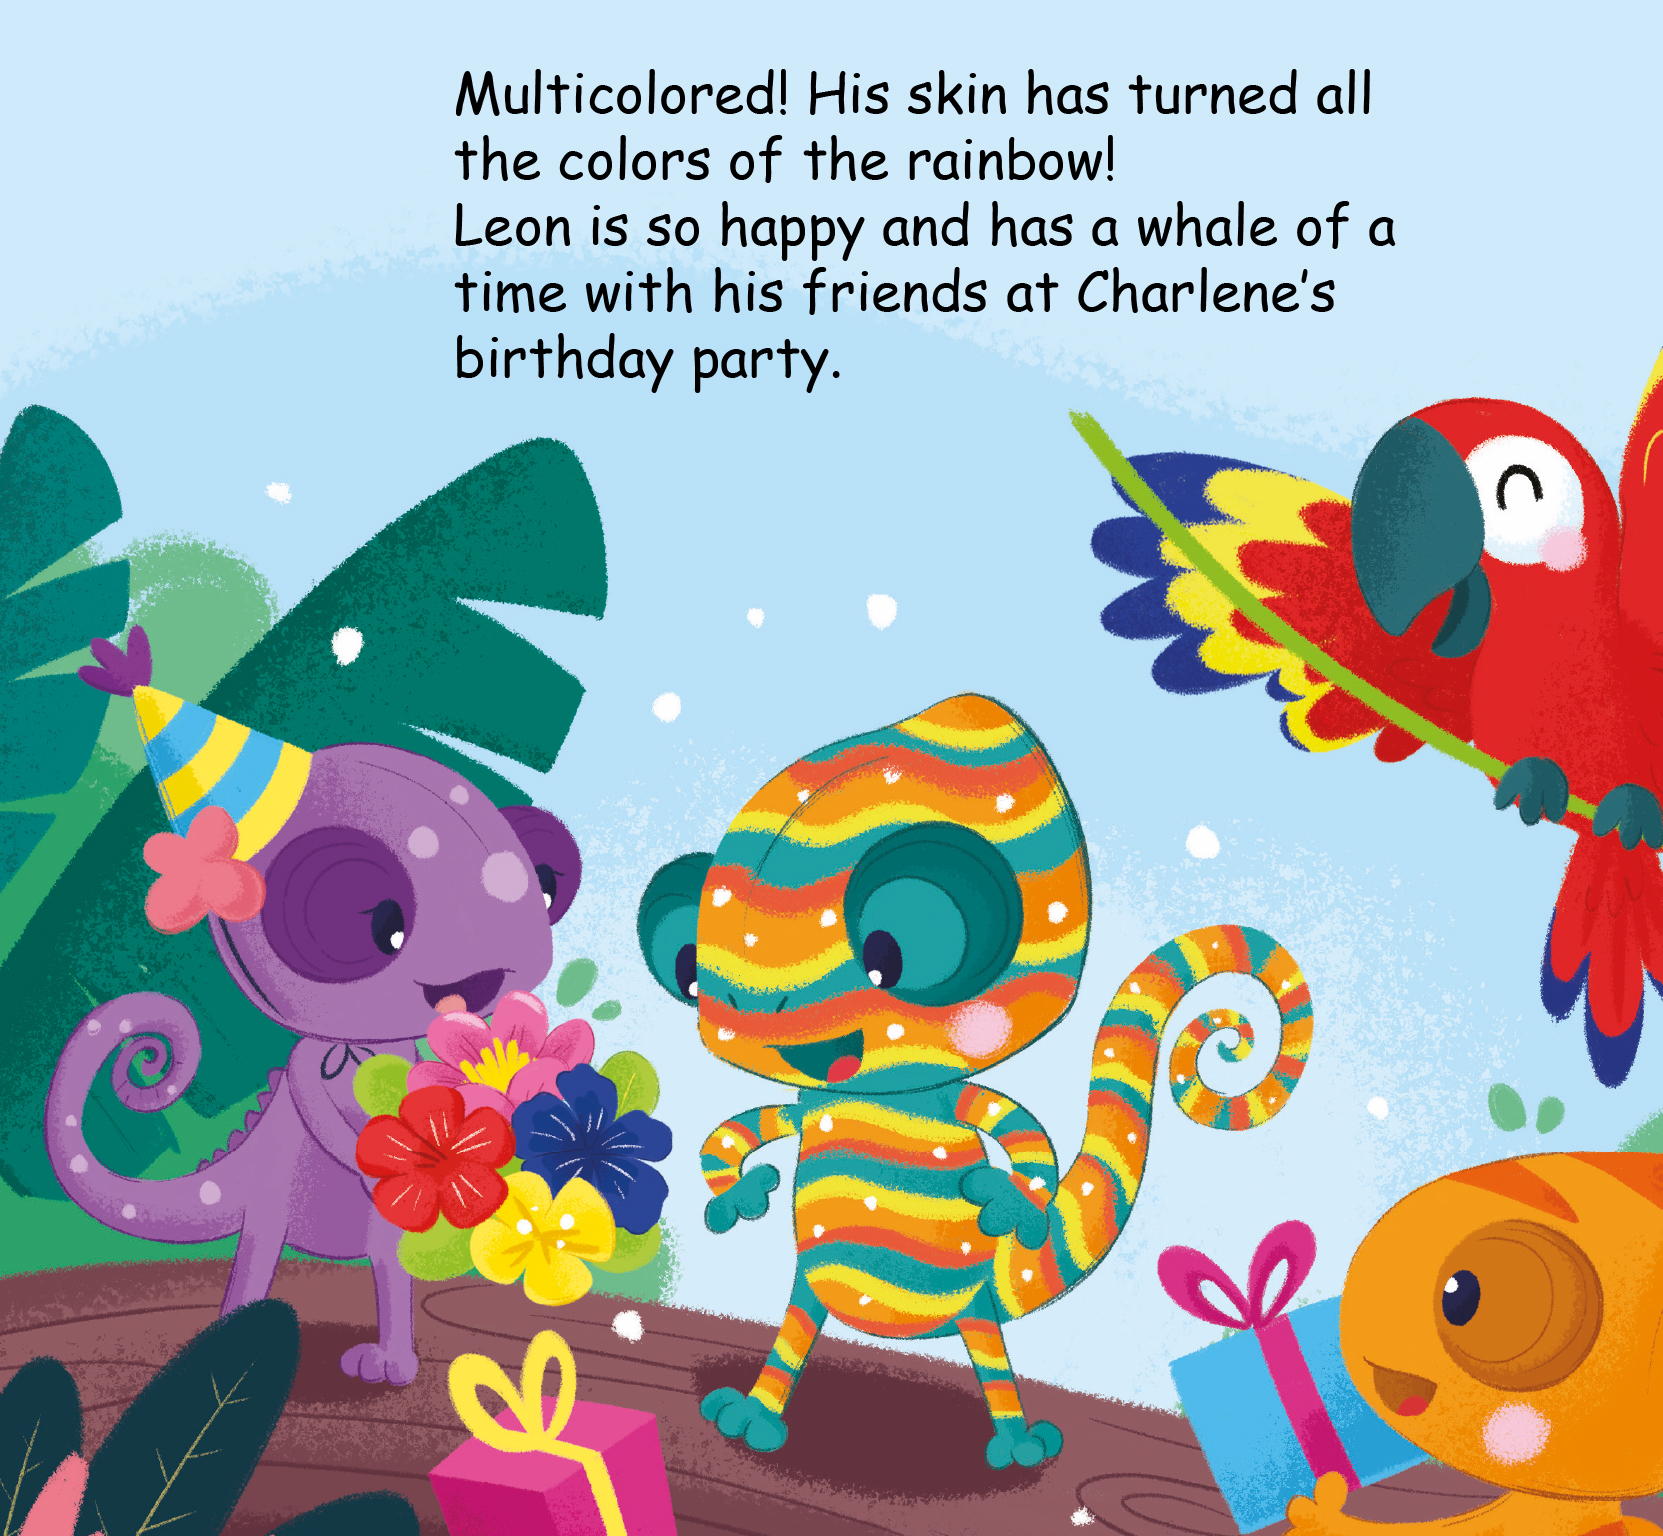 Multicolored! His skin has turned all
the colors of the rainbow!
Leon is so happy and has a whale of a
time with his friends at Charlene’s
birthday party.